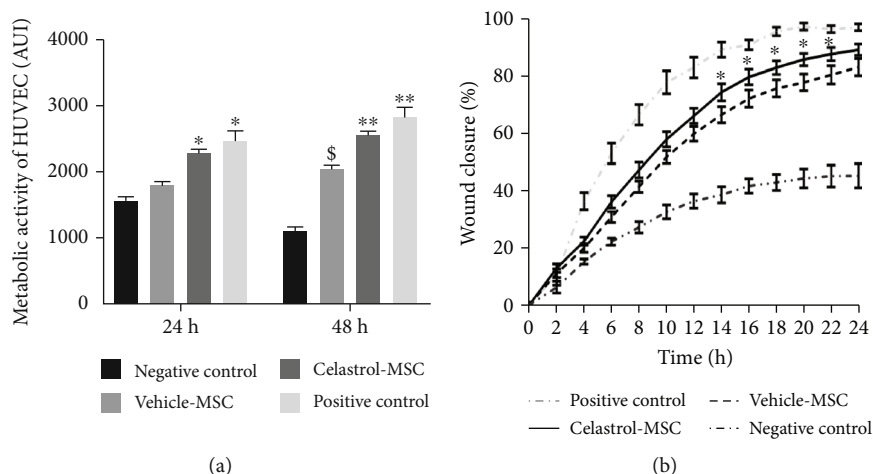 4000
3000
2000
1000
0
Metabolic activity of HUVEC (AUI)
* *
$ ** **
24 h 48 h
Negative control Celastrol-MSC
Vehicle-MSC Positive control
(a)
100
80
60
40
20
0
Wound closure (%)
* * * * *
0 2 4 6 8 10 12 14 16 18 20 22 24
Time (h)
Positive control Vehicle-MSC
Celastrol-MSC Negative control
(b)